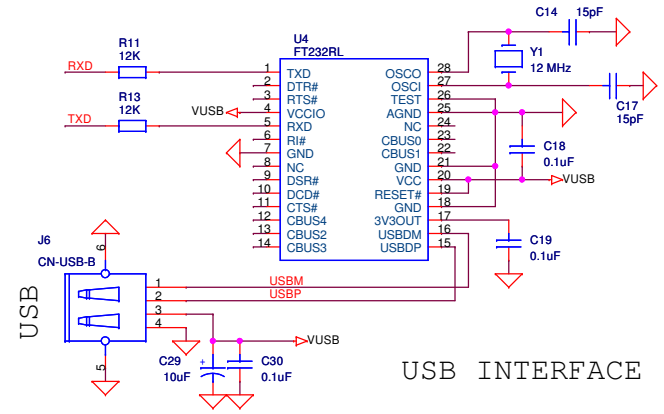 C14
15pF
R11
12K
RXD
U4
FT232RL
Y1
12 MHz
C17
15pF
R13
12K
TXD
VUSB
1 TXD OSCO 28
2 DTR# OSCI 27
3 RTS# TEST 26
4 VCCIO AGND 25
5 RXD NC 24
6 RI# CBUS0 23
7 GND CBUS1 22
8 NC GND 21
9 DSR# VCC 20
10 DCD# RESET# 19
11 CTS# GND 18
12 CBUS4 3V3OUT 17
13 CBUS2 USBDM 16
14 CBUS3 USBDP 15
C18
0.1uF
VUSB
C19
0.1uF
J6
CN-USB-B
6
1
2
3
4
5
USB
USBM
USBP
VUSB
C29
10uF
+
C30
0.1uF
USB INTERFACE